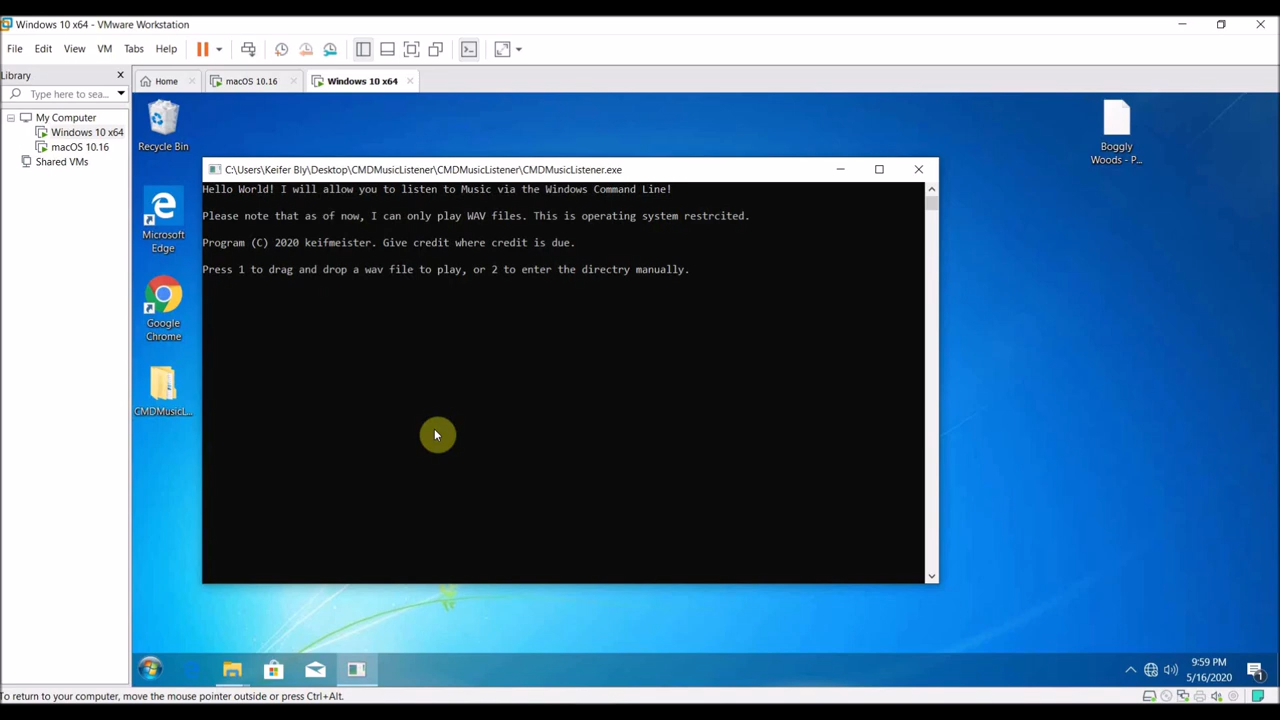 Windows 10 x64 - VMware Workstation
File Edit View VM Tabs Help
Library
Type here to sea...
My Computer
Windows 10 x64
macOS 10.16
Shared VMs
Home
macOS 10.16
Windows 10 x64
Recycle Bin
Microsoft
Edge
Google
Chrome
CMDMusicL...
Boggly
Woods - P...
C:\Users\Keifer Bly\Desktop\CMDMusicListener\CMDMusicListener\CMDMusicListener.exe
Hello World! I will allow you to listen to Music via the Windows Command Line!
Please note that as of now, I can only play WAV files. This is operating system restrcited.
Program (C) 2020 keifmeister. Give credit where credit is due.
Press 1 to drag and drop a wav file to play, or 2 to enter the directry manually.
9:59 PM
5/16/2020
1
To return to your computer, move the mouse pointer outside or press Ctrl+Alt.